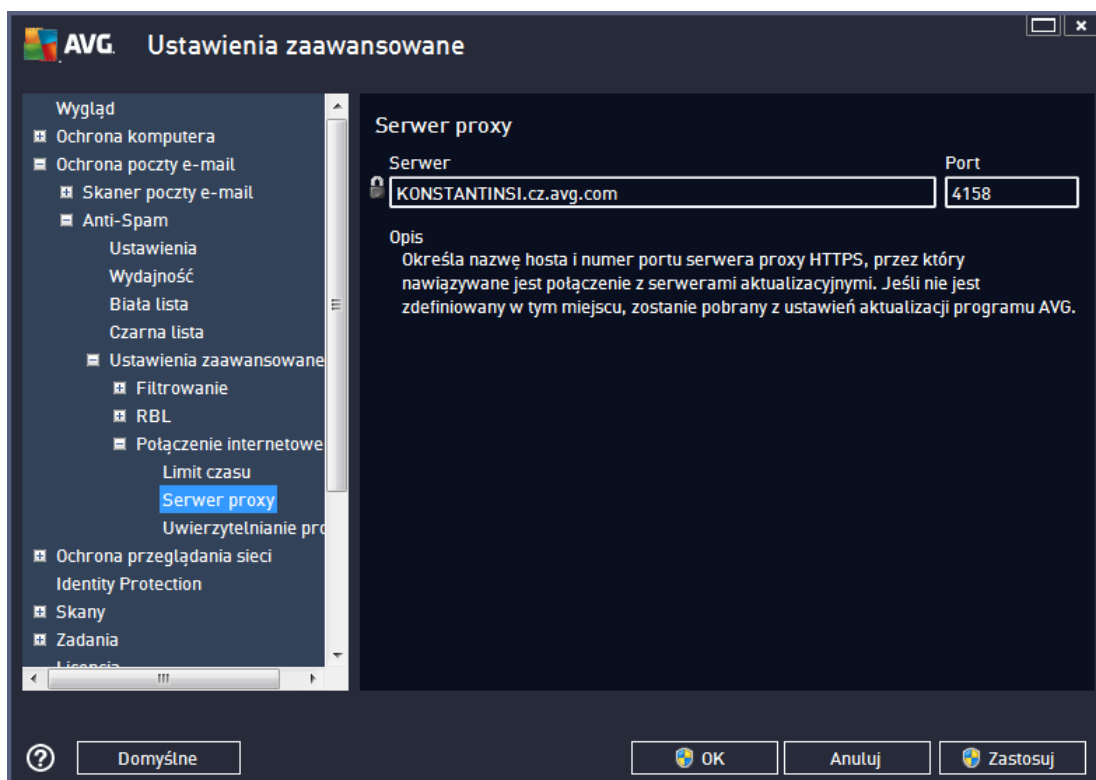 AVG. Ustawienia zaawansowane
Wygląd
Ochrona komputera
Ochrona poczty e-mail
Skaner poczty e-mail
Anti-Spam
Ustawienia
Wydajność
Biała lista
Czarna lista
Ustawienia zaawansowane
Filtrowanie
RBL
Połączenie internetowe
Limit czasu
Serwer proxy
Uwierzytelnianie pro
Ochrona przeglądania sieci
Identity Protection
Skany
Zadania
Licencja
Serwer proxy
Serwer Port
KONSTANTINSI.cz.avg.com 4158
Opis
Określa nazwę hosta i numer portu serwera proxy HTTPS, przez który
nawiązywane jest połączenie z serwerami aktualizacyjnymi. Jeśli nie jest
zdefiniowany w tym miejscu, zostanie pobrany z ustawień aktualizacji programu AVG.
Domyślne OK Anuluj Zastosuj